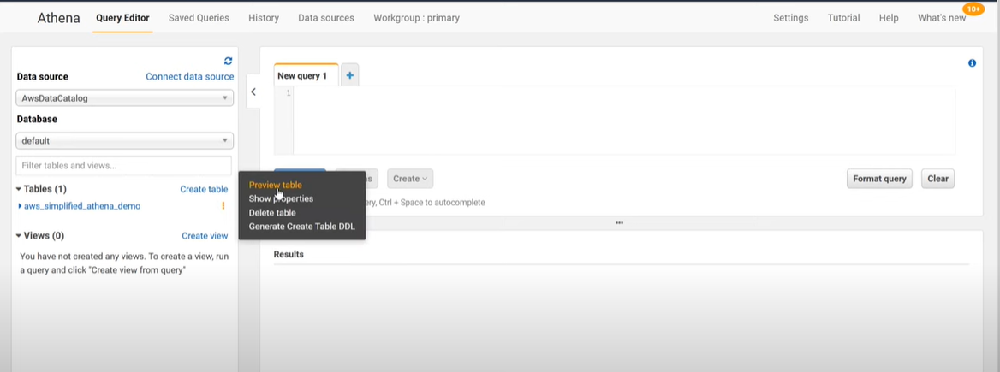 Athena Query Editor Saved Queries History Data sources Workgroup : primary Settings Tutorial Help What's new 10+
Data source Connect data source
AwsDataCatalog
Database
default
Filter tables and views...
Tables (1) Create table
aws_simplified_athena_demo
Views (0) Create view
You have not created any views. To create a view, run
a query and click "Create view from query"
Preview table
Show properties
Delete table
Generate Create Table DDL
New query 1
1
Create
Format query Clear
Ctrl + Space to autocomplete
Results